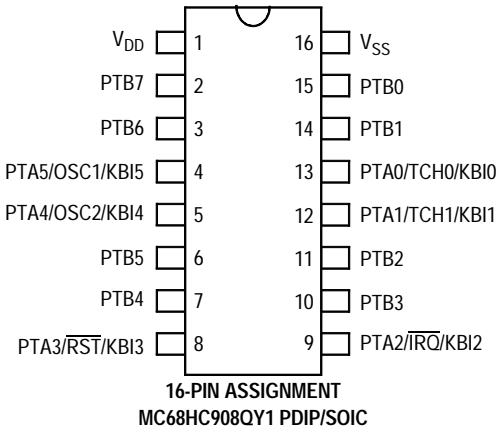 V_DD 1 16 V_SS
PTB7 2 15 PTB0
PTB6 3 14 PTB1
PTA5/OSC1/KBI5 4 13 PTA0/TCH0/KBI0
PTA4/OSC2/KBI4 5 12 PTA1/TCH1/KBI1
PTB5 6 11 PTB2
PTB4 7 10 PTB3
PTA3/R̅S̅T̅/KBI3 8 9 PTA2/I̅R̅Q̅/KBI2
16-PIN ASSIGNMENT
MC68HC908QY1 PDIP/SOIC